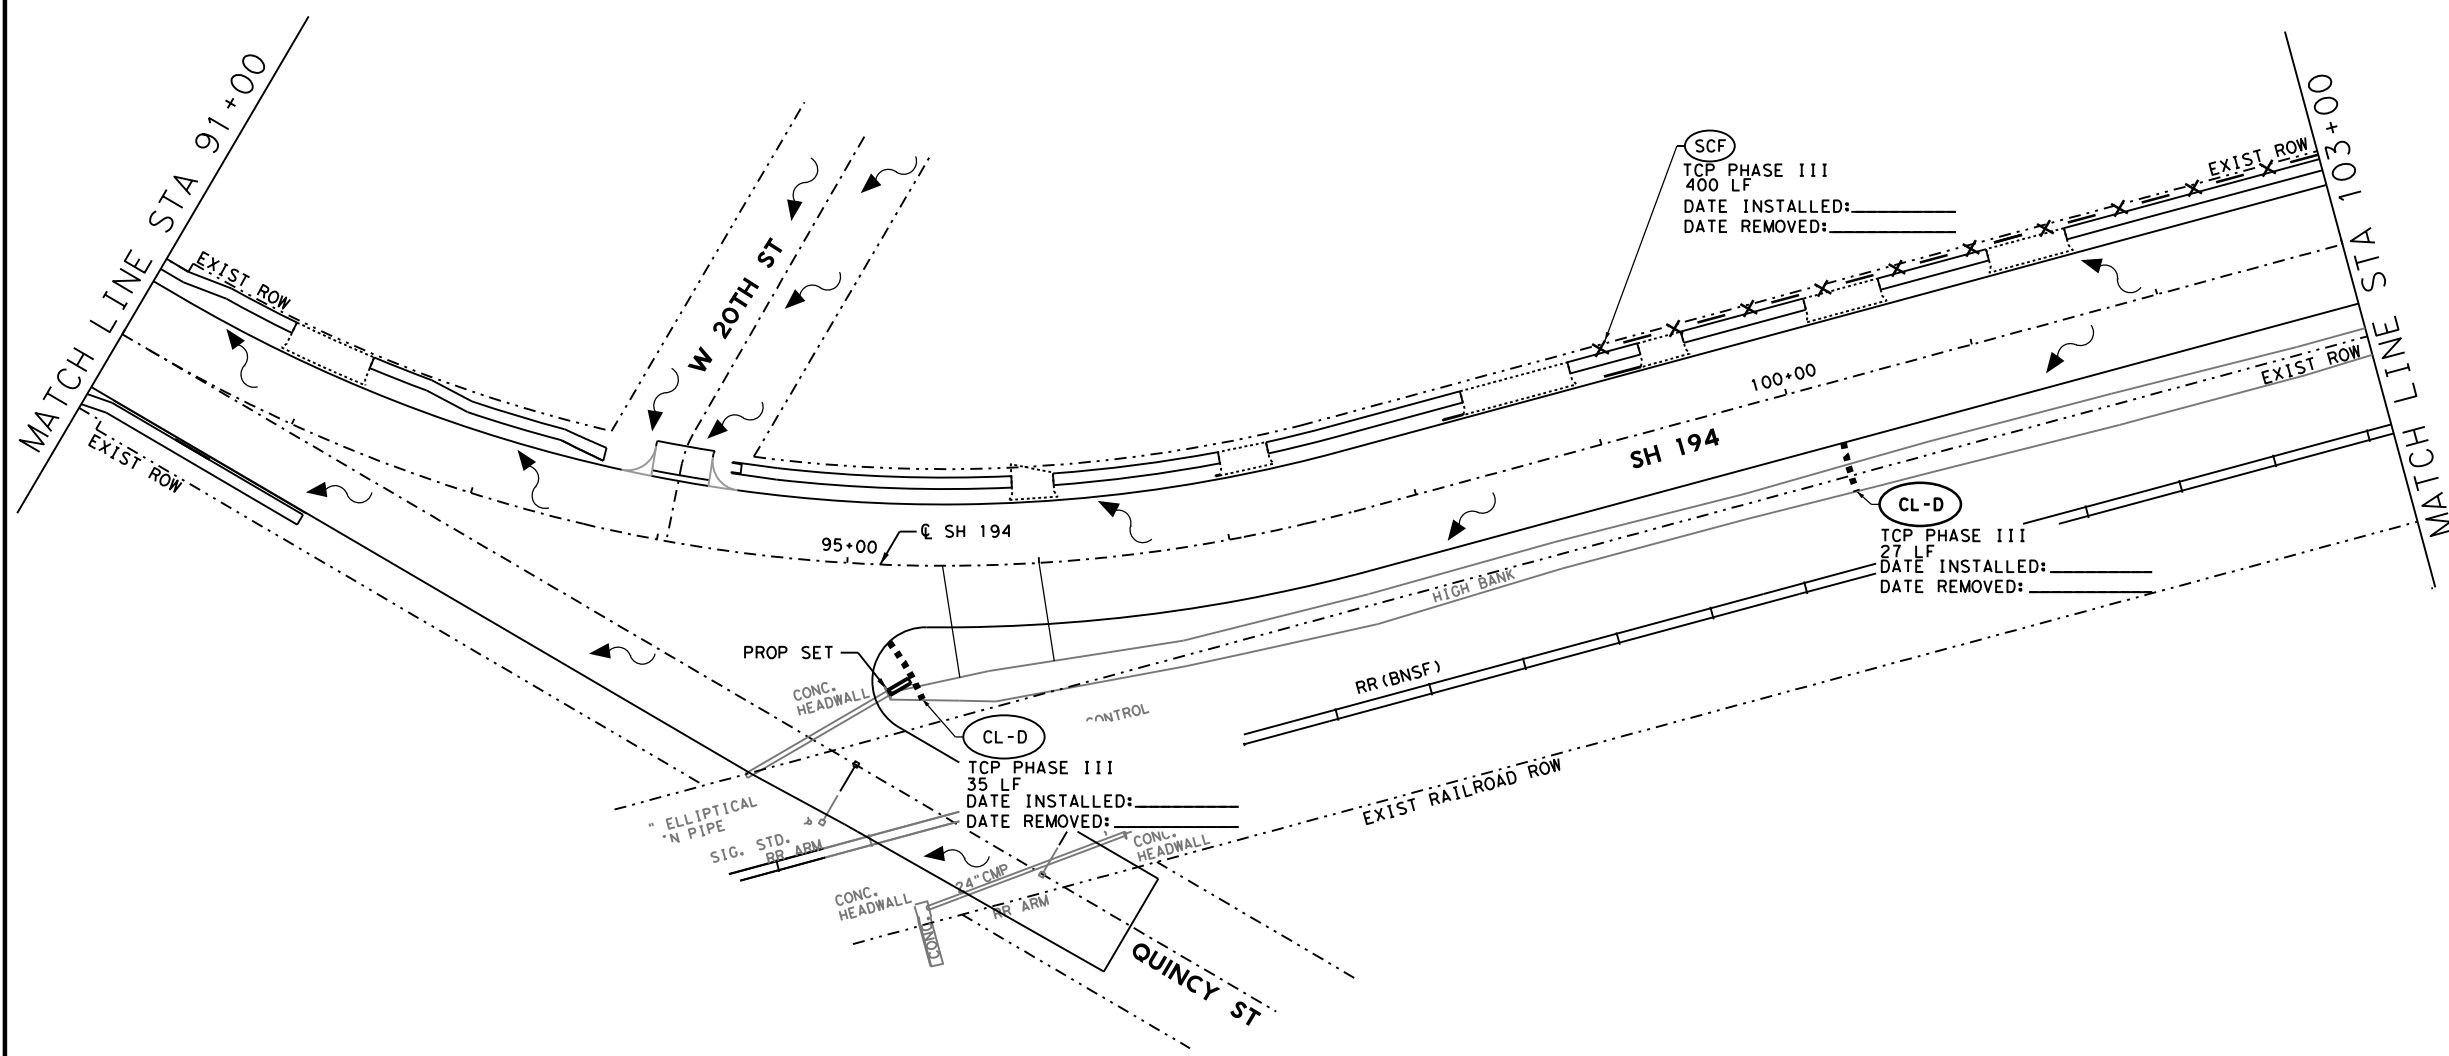 MATCH LINE STA 91+00
EXIST ROW
EXIST ROW
W 20TH ST
SCF
TCP PHASE III
400 LF
DATE INSTALLED:
DATE REMOVED:
EXIST ROW
MATCH LINE STA 103+00
100+00
SH 194
EXIST ROW
95+00
℄ SH 194
CL-D
TCP PHASE III
27 LF
DATE INSTALLED:
DATE REMOVED:
HIGH BANK
PROP SET
CONC.
HEADWALL
RR (BNSF)
CONTROL
CL-D
TCP PHASE III
35 LF
DATE INSTALLED:
DATE REMOVED:
EXIST RAILROAD ROW
" ELLIPTICAL
'N PIPE
SIG. STD.
RR ARM
CONC.
HEADWALL
24"CMP
CONC.
HEADWALL
RR ARM
CONC.
QUINCY ST